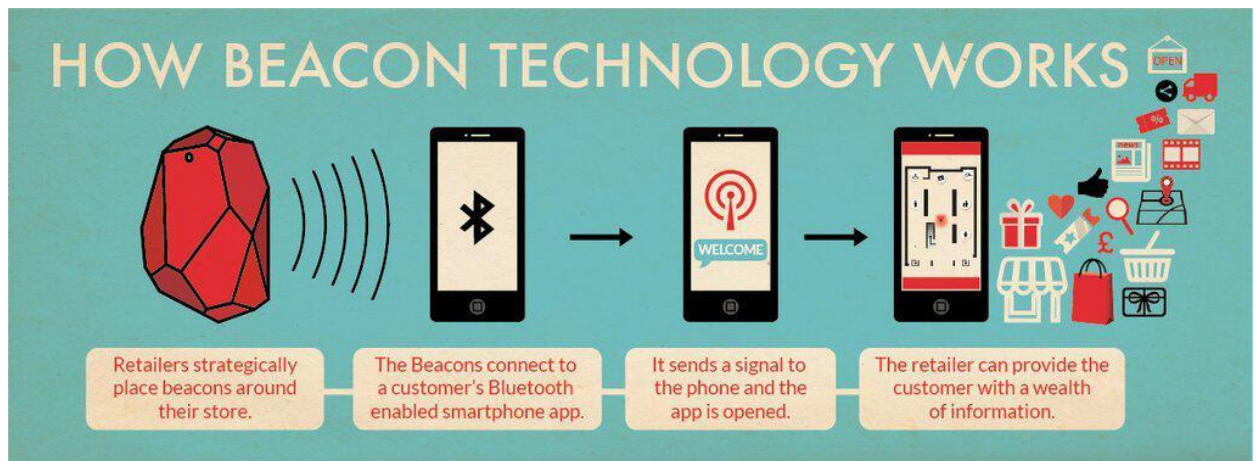 HOW BEACON TECHNOLOGY WORKS
OPEN
%
news
WELCOME
£
Retailers strategically
place beacons around
their store.
The Beacons connect to
a customer's Bluetooth
enabled smartphone app.
It sends a signal to
the phone and the
app is opened.
The retailer can provide the
customer with a wealth
of information.